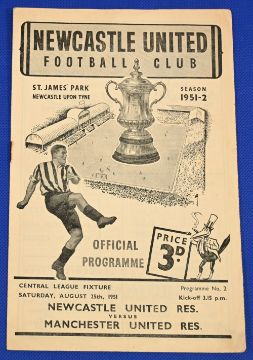 NEWCASTLE UNITED
FOOTBALL CLUB
ST. JAMES' PARK
NEWCASTLE UPON TYNE
SEASON
1951-2
OFFICIAL
PROGRAMME
PRICE
3D.
CENTRAL LEAGUE FIXTURE
SATURDAY, AUGUST 25th, 1951
Programme No. 2
Kick-off 3.15 p.m.
NEWCASTLE UNITED RES.
VERSUS
MANCHESTER UNITED RES.